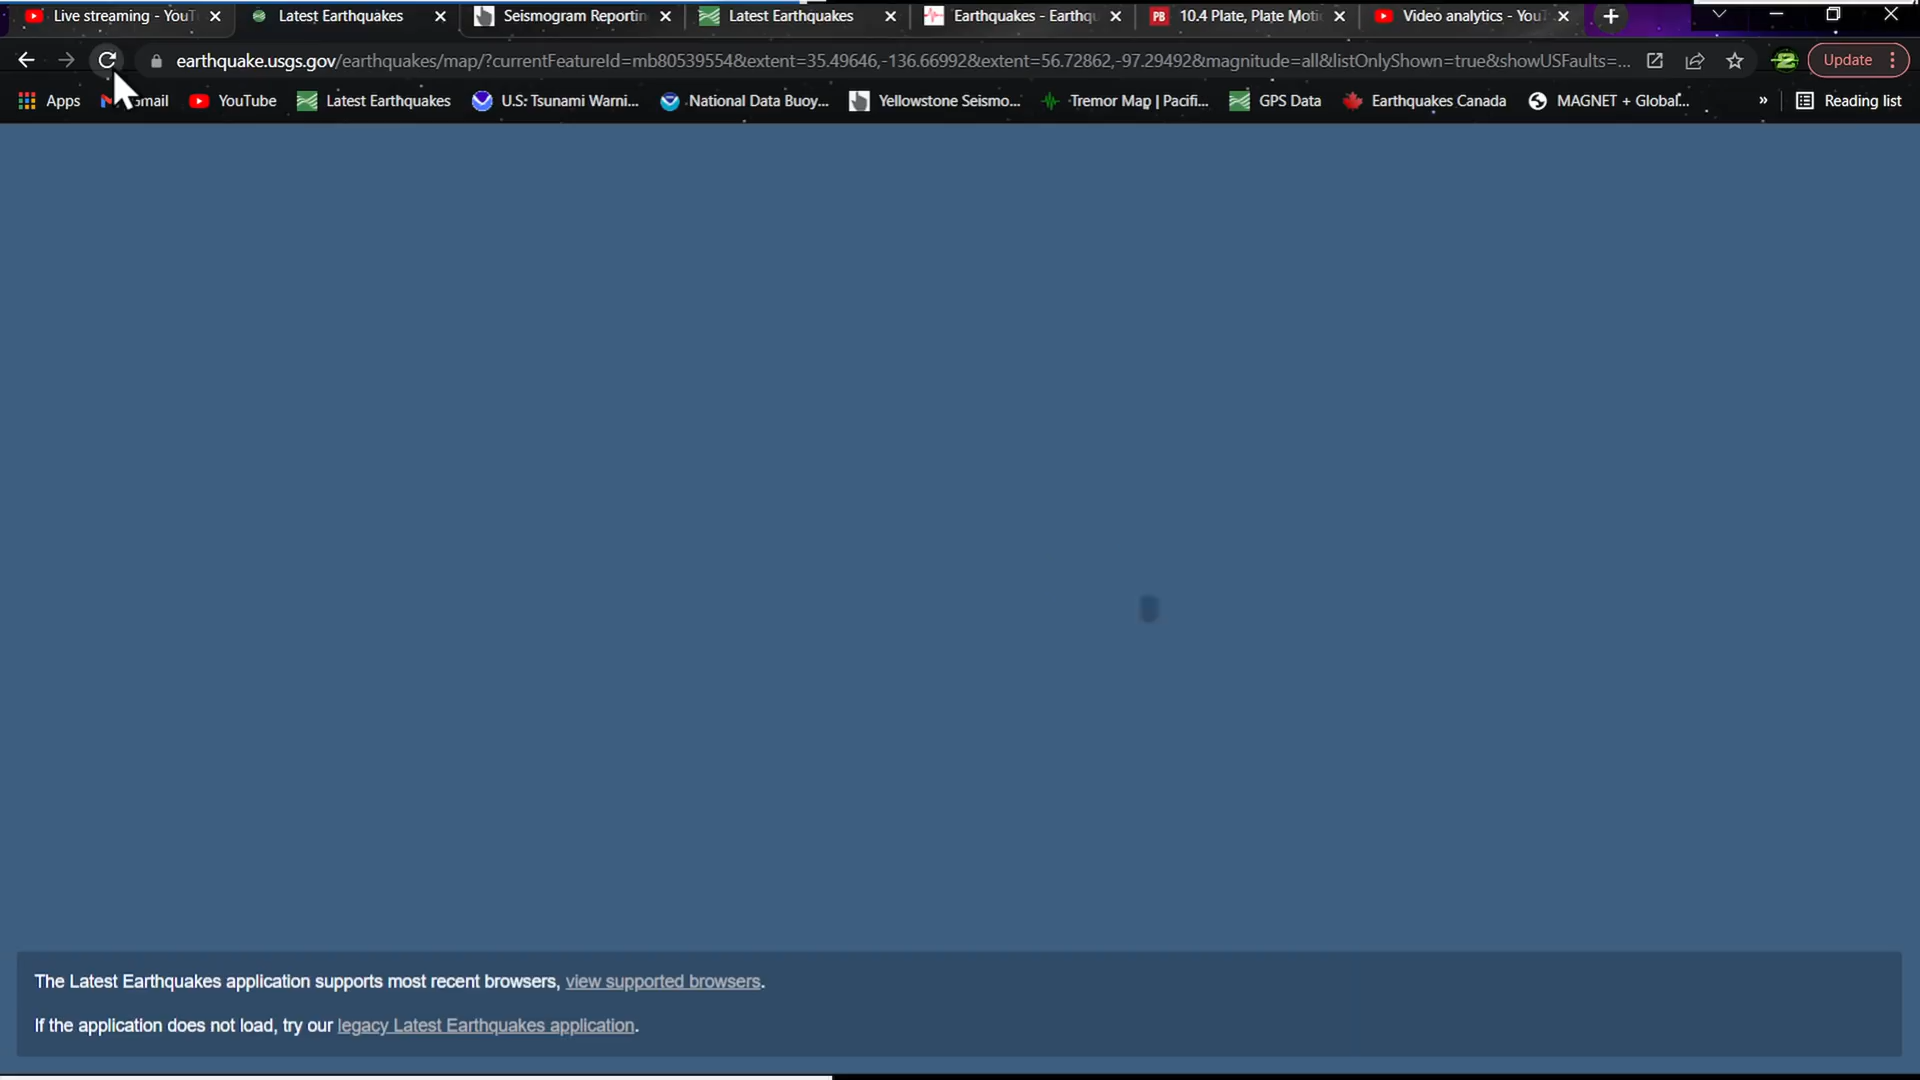 Live streaming - YouT
Latest Earthquakes
Seismogram Reportin
Latest Earthquakes
Earthquakes - Earthqu
PB 10.4 Plate, Plate Moti
Video analytics - YouT
earthquake.usgs.gov/earthquakes/map/?currentFeatureId=mb80539554&extent=35.49646,-136.66992&extent=56.72862,-97.29492&magnitude=all&listOnlyShown=true&showUSFaults=...
Update
Apps
mail
YouTube
Latest Earthquakes
U.S. Tsunami Warni...
National Data Buoy...
Yellowstone Seismo...
Tremor Map | Pacifi...
GPS Data
Earthquakes Canada
MAGNET + Global...
»
Reading list
The Latest Earthquakes application supports most recent browsers, view supported browsers.
If the application does not load, try our legacy Latest Earthquakes application.